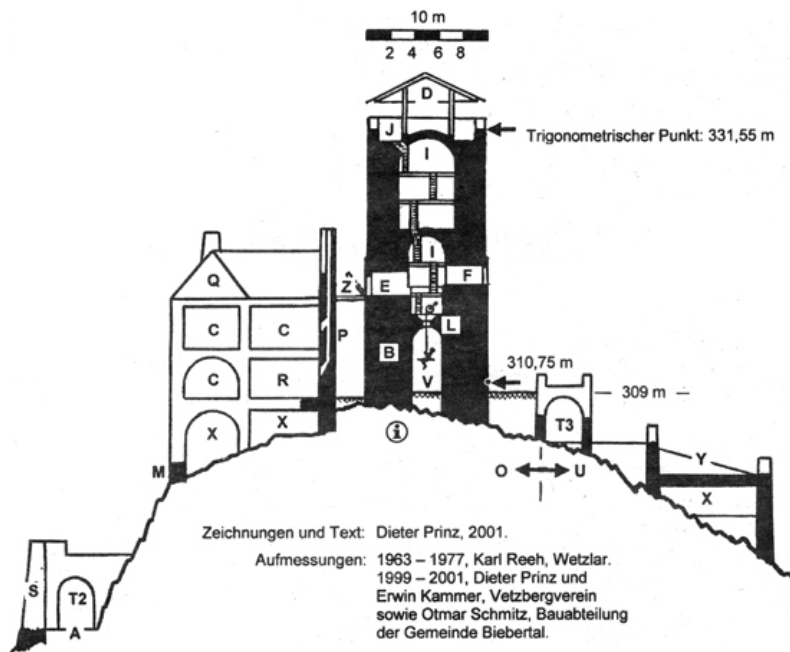 10 m
2 4 6 8
D
J
Trigonometrischer Punkt: 331,55 m
I
I
Q
Z
E
F
C
C
P
L
B
310,75 m
C
R
V
309 m
X
X
T3
i
M
O
U
Y
X
Zeichnungen und Text: Dieter Prinz, 2001.
Aufmessungen: 1963 – 1977, Karl Reeh, Wetzlar.
1999 – 2001, Dieter Prinz und
Erwin Kammer, Vetzbergverein
sowie Otmar Schmitz, Bauabteilung
der Gemeinde Biebertal.
S
T2
A